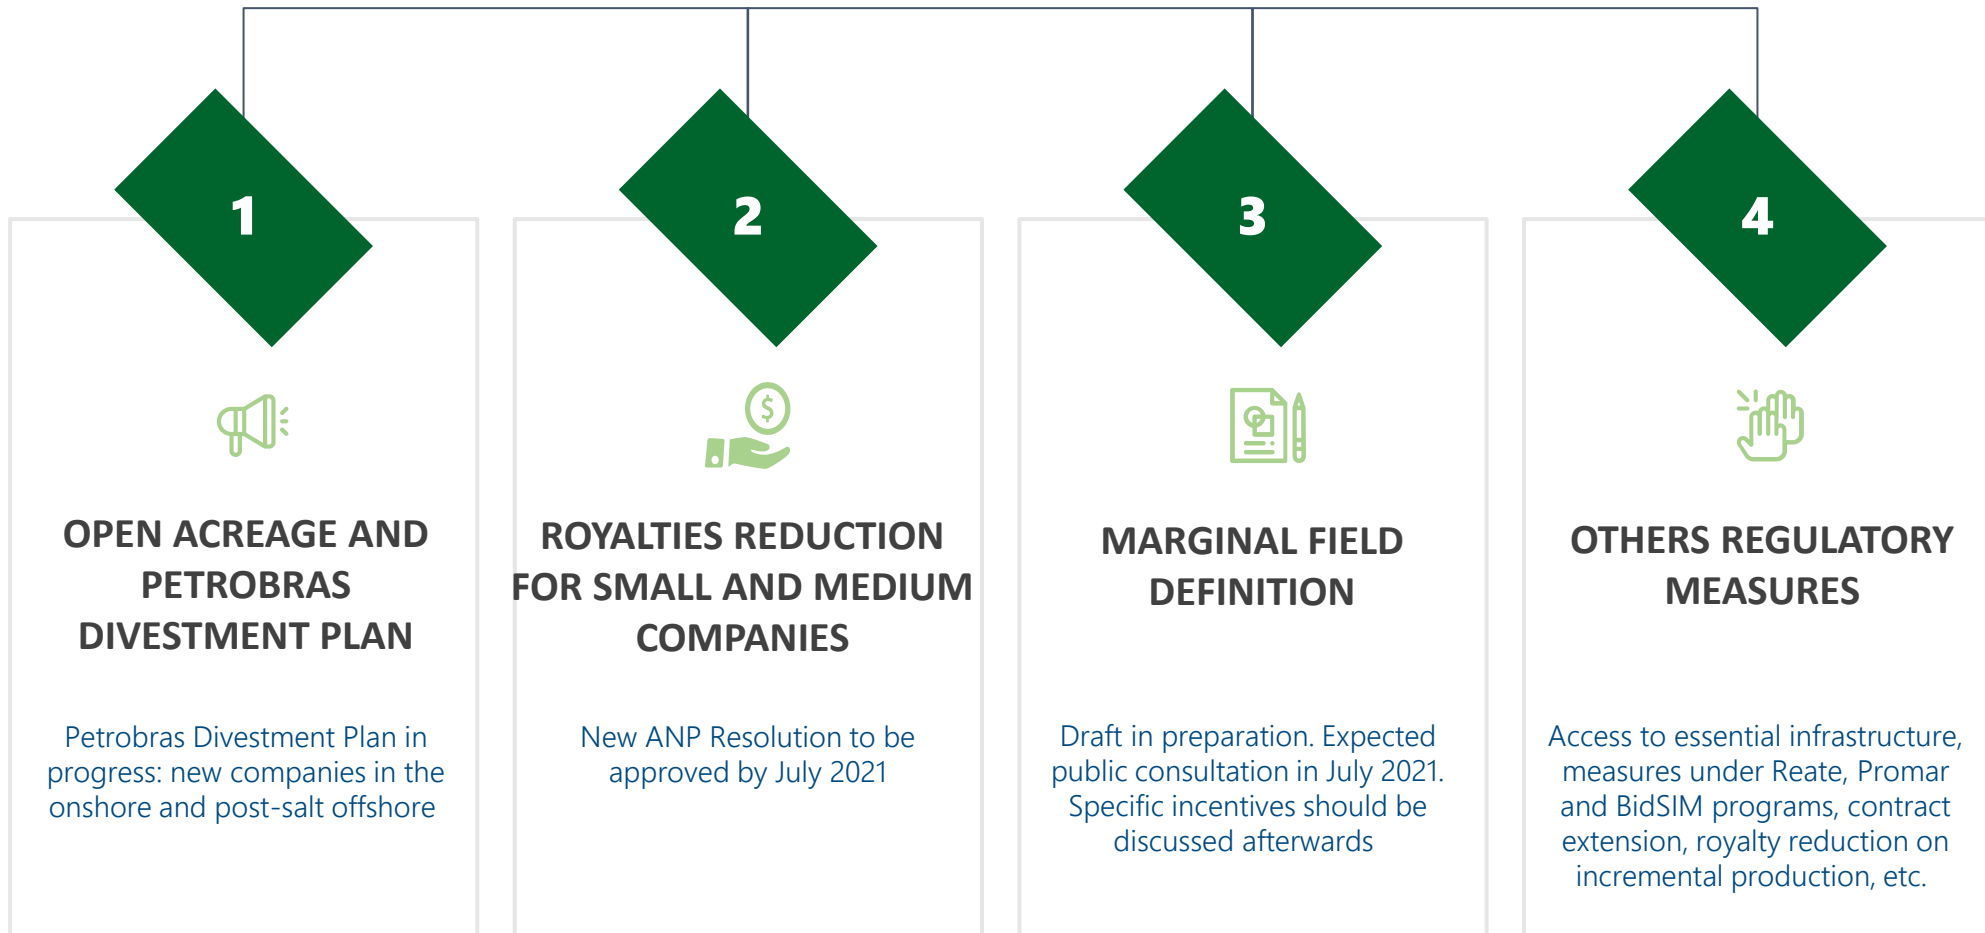 1
OPEN ACREAGE AND
PETROBRAS
DIVESTMENT PLAN
Petrobras Divestment Plan in
progress: new companies in the
onshore and post-salt offshore
2
$
ROYALTIES REDUCTION
FOR SMALL AND MEDIUM
COMPANIES
New ANP Resolution to be
approved by July 2021
3
MARGINAL FIELD
DEFINITION
Draft in preparation. Expected
public consultation in July 2021.
Specific incentives should be
discussed afterwards
4
OTHERS REGULATORY
MEASURES
Access to essential infrastructure,
measures under Reate, Promar
and BidSIM programs, contract
extension, royalty reduction on
incremental production, etc.